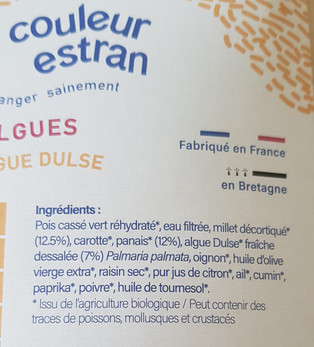 couleur
estran
anger sainement
LGUES
GUE DULSE
Fabriqué en France
en Bretagne
Ingrédients :
Pois cassé vert réhydraté*, eau filtrée, millet décortiqué*
(12.5%), carotte*, panais* (12%), algue Dulse* fraîche
dessalée (7%) Palmaria palmata, oignon*, huile d'olive
vierge extra*, raisin sec*, pur jus de citron*, ail*, cumin*,
paprika*, poivre*, huile de tournesol*.
* Issu de l'agriculture biologique / Peut contenir des
traces de poissons, mollusques et crustacés